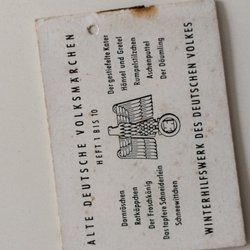 ALTE DEUTSCHE VOLKSMÄRCHEN
HEFT 1 BIS 10
Dornröschen
Rotkäppchen
Der Froschkönig
Das tapfere Schneiderlein
Schneewittchen
Der gestiefelte Kater
Hänsel und Gretel
Rumpelstilzchen
Aschenputtel
Der Däumling
WINTERHILFSWERK DES DEUTSCHEN VOLKES